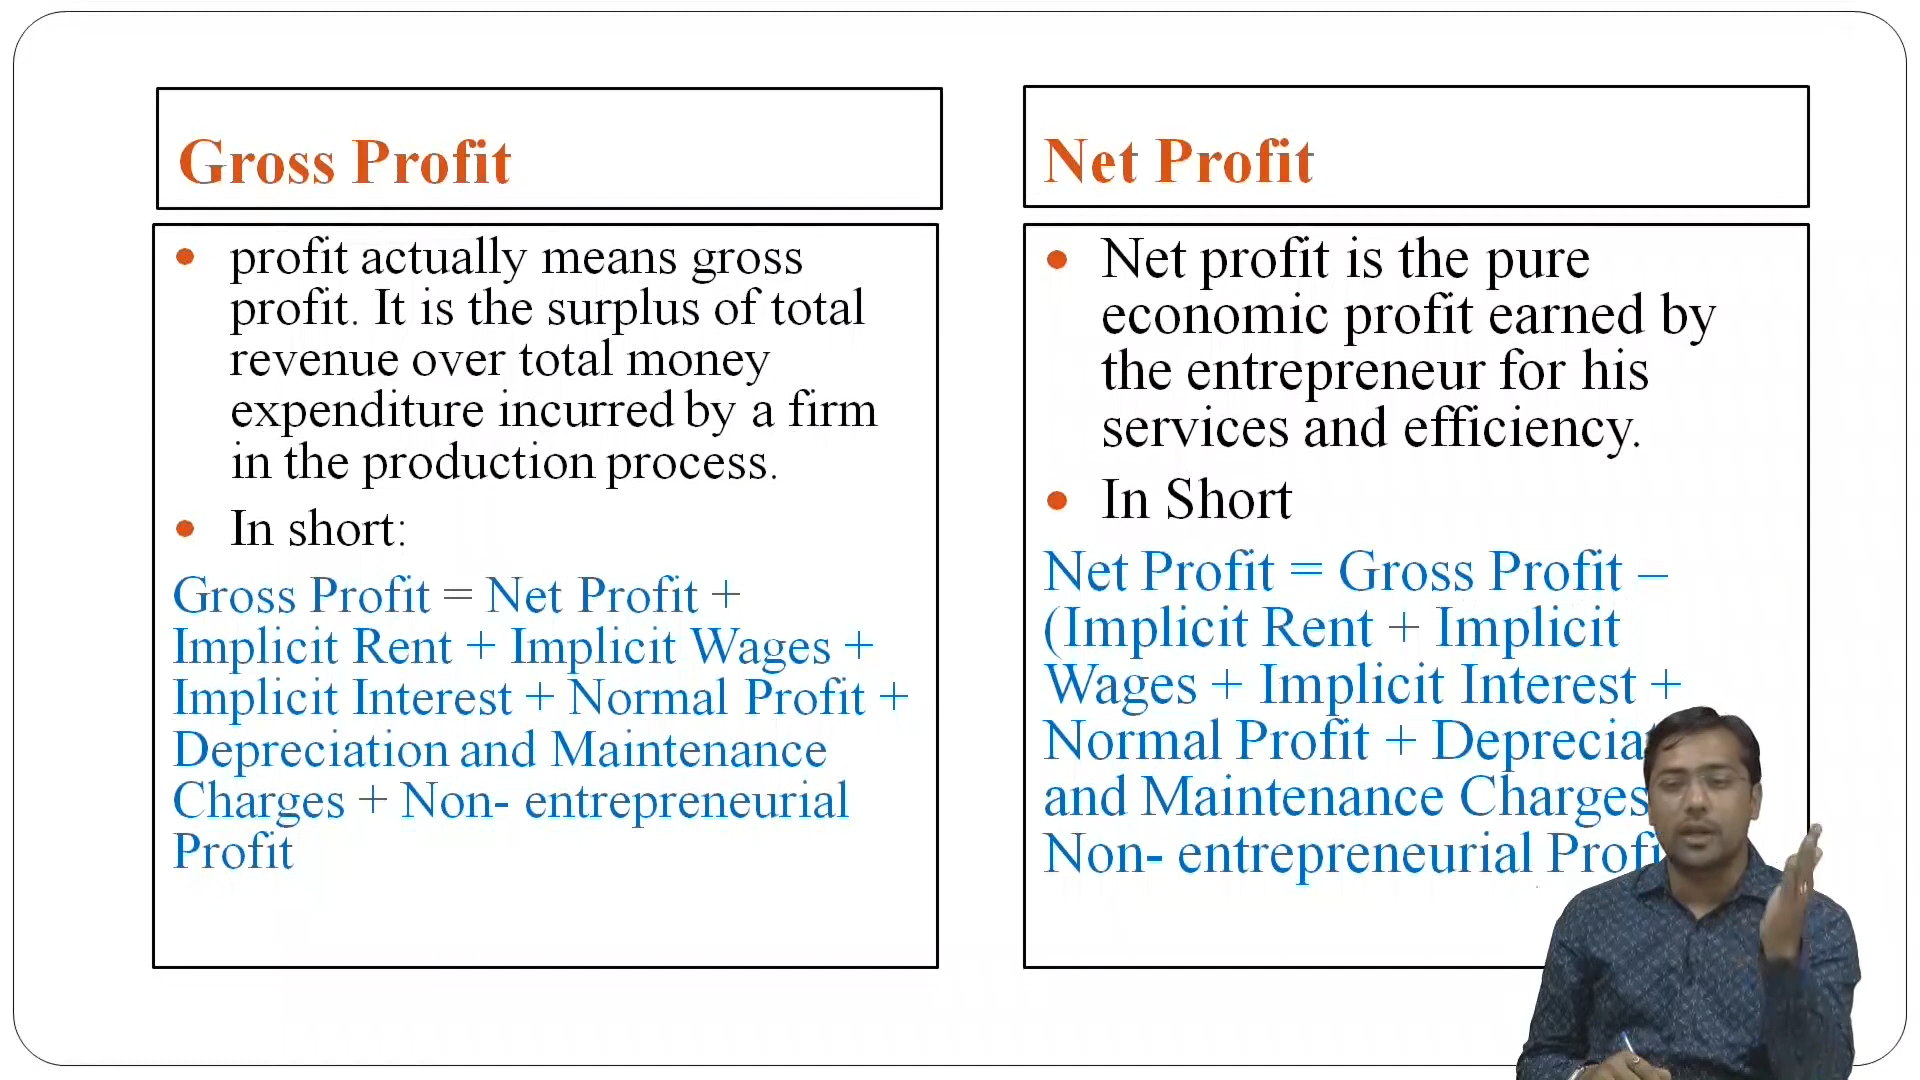 Gross Profit
profit actually means gross
profit. It is the surplus of total
revenue over total money
expenditure incurred by a firm
in the production process.
In short:
Gross Profit = Net Profit +
Implicit Rent + Implicit Wages +
Implicit Interest + Normal Profit +
Depreciation and Maintenance
Charges + Non- entrepreneurial
Profit
Net Profit
Net profit is the pure
economic profit earned by
the entrepreneur for his
services and efficiency.
In Short
Net Profit = Gross Profit –
(Implicit Rent + Implicit
Wages + Implicit Interest +
Normal Profit +
and Maintenance Charges
Non- entrepreneurial